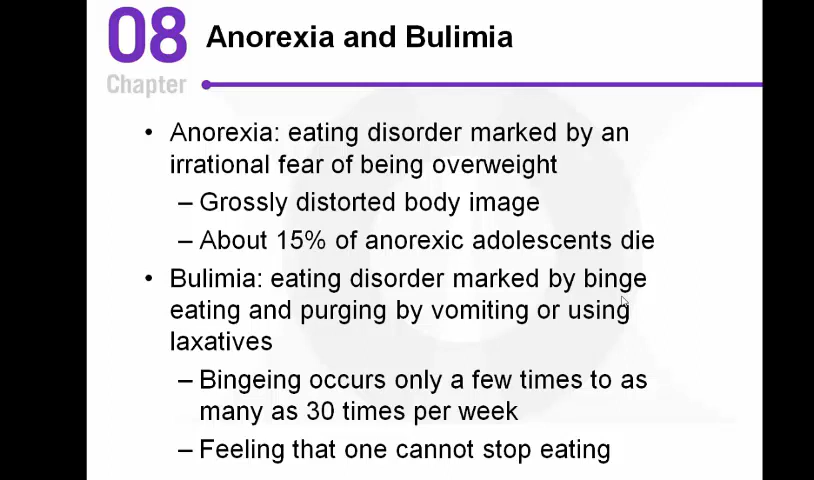 08 Anorexia and Bulimia
Chapter
• Anorexia: eating disorder marked by an
irrational fear of being overweight
– Grossly distorted body image
– About 15% of anorexic adolescents die
• Bulimia: eating disorder marked by binge
eating and purging by vomiting or using
laxatives
– Bingeing occurs only a few times to as
many as 30 times per week
– Feeling that one cannot stop eating